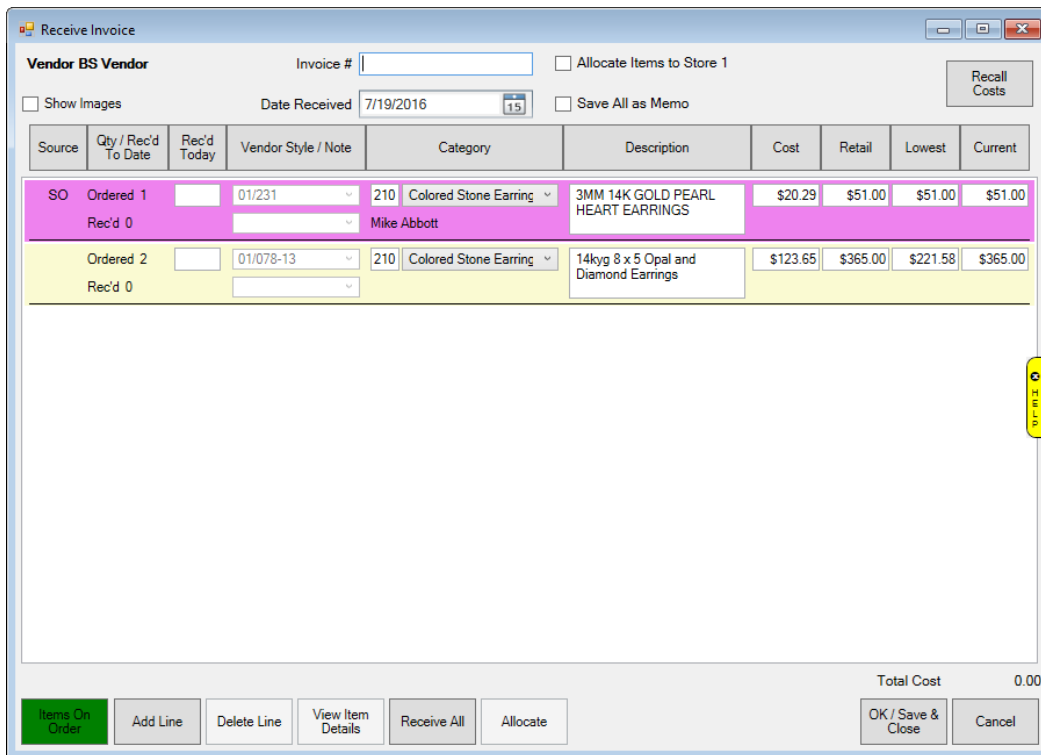 Receive Invoice
Vendor BS Vendor
Invoice #
Allocate Items to Store 1
Recall
Costs
Show Images
Date Received 7/19/2016 15
Save All as Memo
Source
Qty / Rec'd
To Date
Rec'd
Today
Vendor Style / Note
Category
Description
Cost
Retail
Lowest
Current
SO Ordered 1 01/231 210 Colored Stone Earring 3MM 14K GOLD PEARL $20.29 $51.00 $51.00 $51.00
HEART EARRINGS
Rec'd 0 Mike Abbott
Ordered 2 01/078-13 210 Colored Stone Earring 14kyg 8 x 5 Opal and $123.65 $365.00 $221.58 $365.00
Diamond Earrings
Rec'd 0
HELP
Total Cost 0.00
Items On
Order
Add Line
Delete Line
View Item
Details
Receive All
Allocate
OK / Save &
Close
Cancel